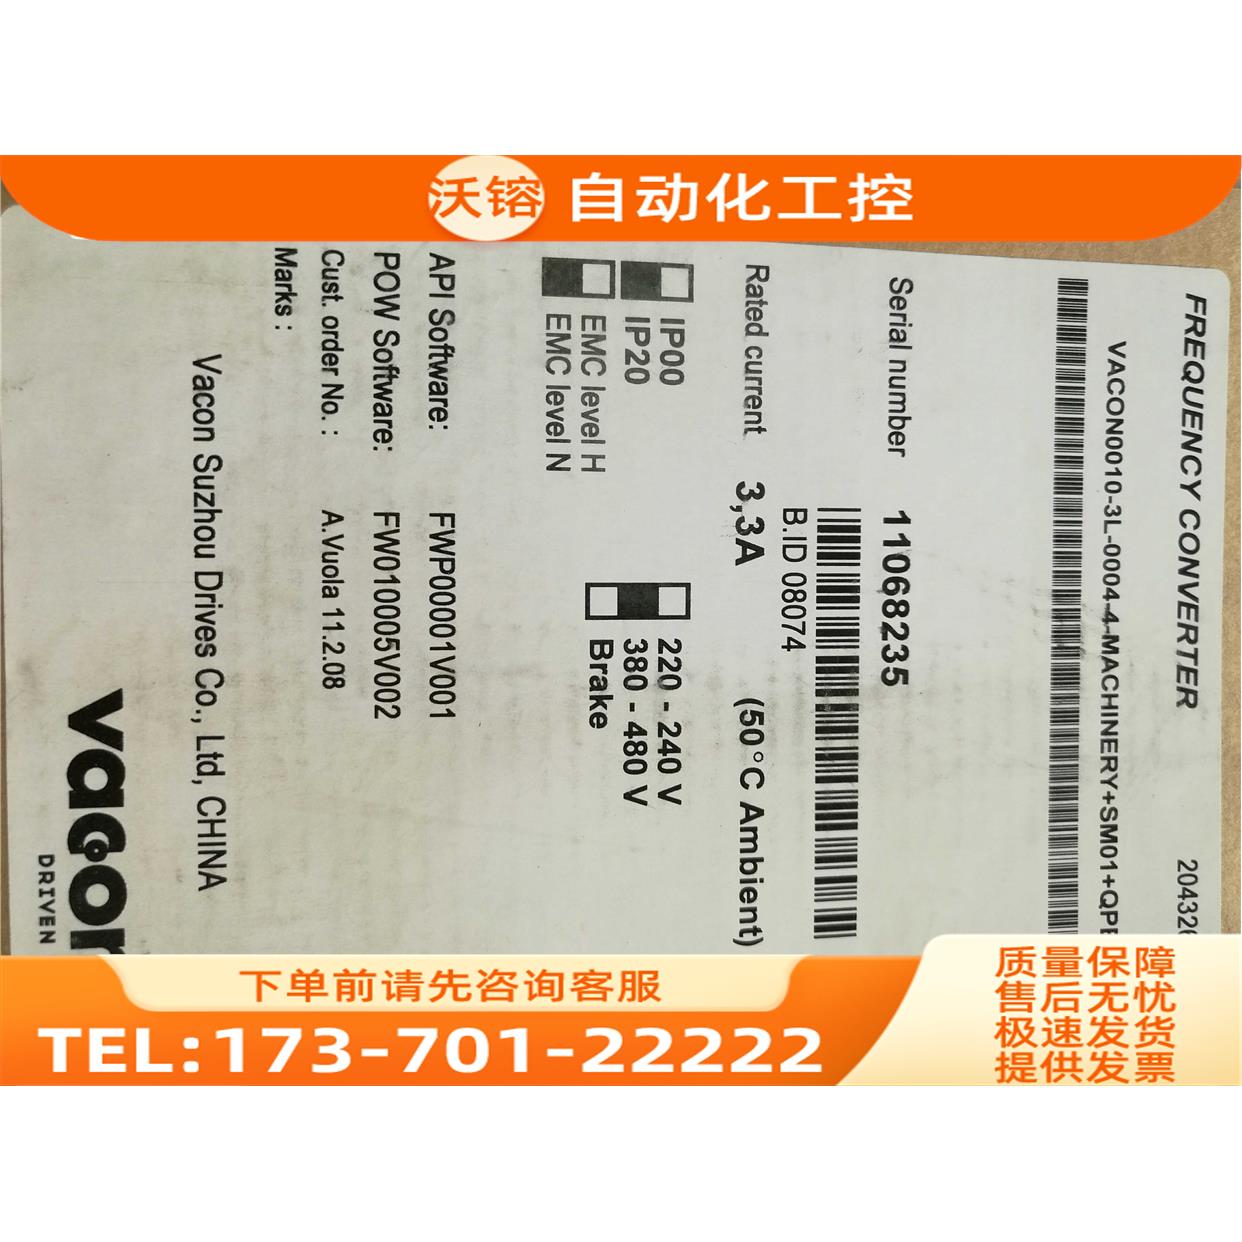 沃镕 自动化工控
FREQUENCY CONVERTER 20432
VACON0010-3L-0004-4-MACHINERY+SM01+QP
Serial number 11068235
B.ID 08074
Rated current 3,3A (50°C Ambient)
IP00
IP20
EMC level H
EMC level N
220 - 240 V
380 - 480 V
Brake
API Software: FWP00001V001
POW Software: FW010005V002
Cust. order No. : A.Vuola 11.2.08
Marks :
Vacon Suzhou Drives Co., Ltd, CHINA
vacon
DRIVEN
下单前请先咨询客服
TEL:173-701-22222
质量保障
售后无忧
极速发货
提供发票